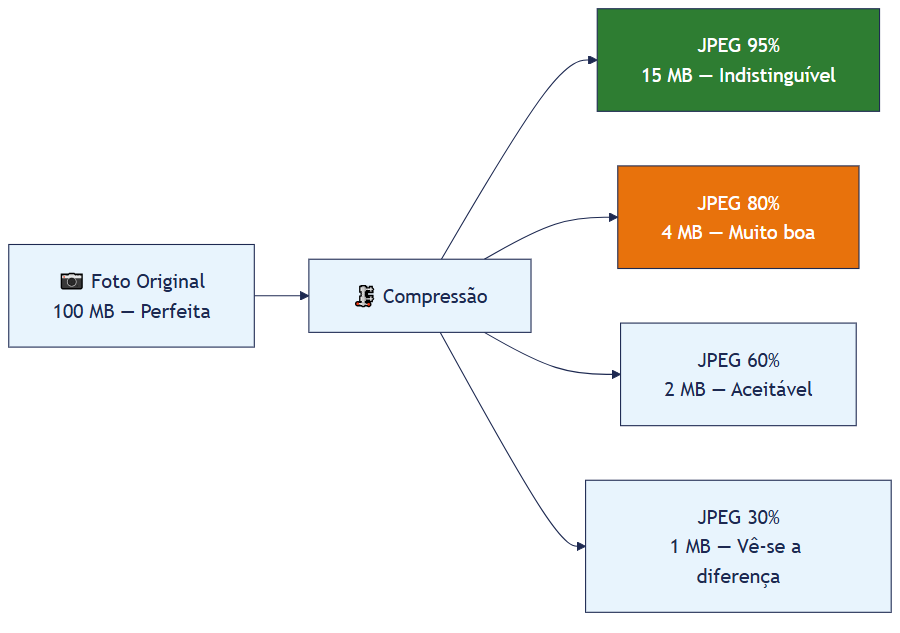 📷 Foto Original
100 MB — Perfeita
🗜 Compressão
JPEG 95%
15 MB — Indistinguível
JPEG 80%
4 MB — Muito boa
JPEG 60%
2 MB — Aceitável
JPEG 30%
1 MB — Vê-se a
diferença